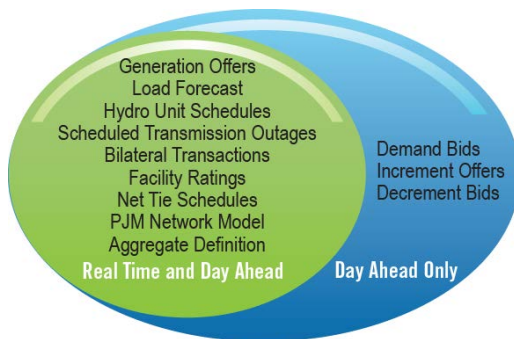 Generation Offers
Load Forecast
Hydro Unit Schedules
Scheduled Transmission Outages
Bilateral Transactions
Facility Ratings
Net Tie Schedules
PJM Network Model
Aggregate Definition
Real Time and Day Ahead
Demand Bids
Increment Offers
Decrement Bids
Day Ahead Only